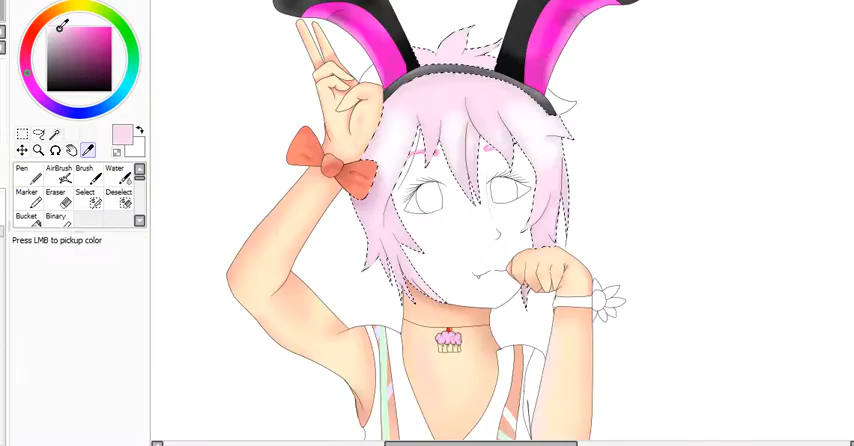 Pen AirBrush Brush Water
Marker Eraser Select Deselect
Bucket Binary
Press LMB to pickup color